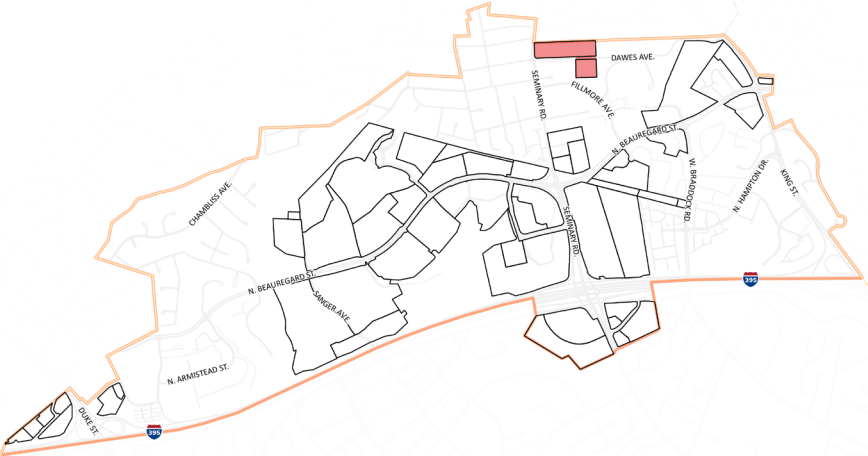 DAWES AVE.
SEMINARY RD.
FILLMORE AVE.
N. BEAUREGARD ST.
W. BRADDOCK RD.
N. HAMPTON DR.
KING ST.
CHAMBLISS AVE.
SEMINARY RD.
N. BEAUREGARD ST.
SANGER AVE.
395
N. ARMISTEAD ST.
DUKE ST.
395